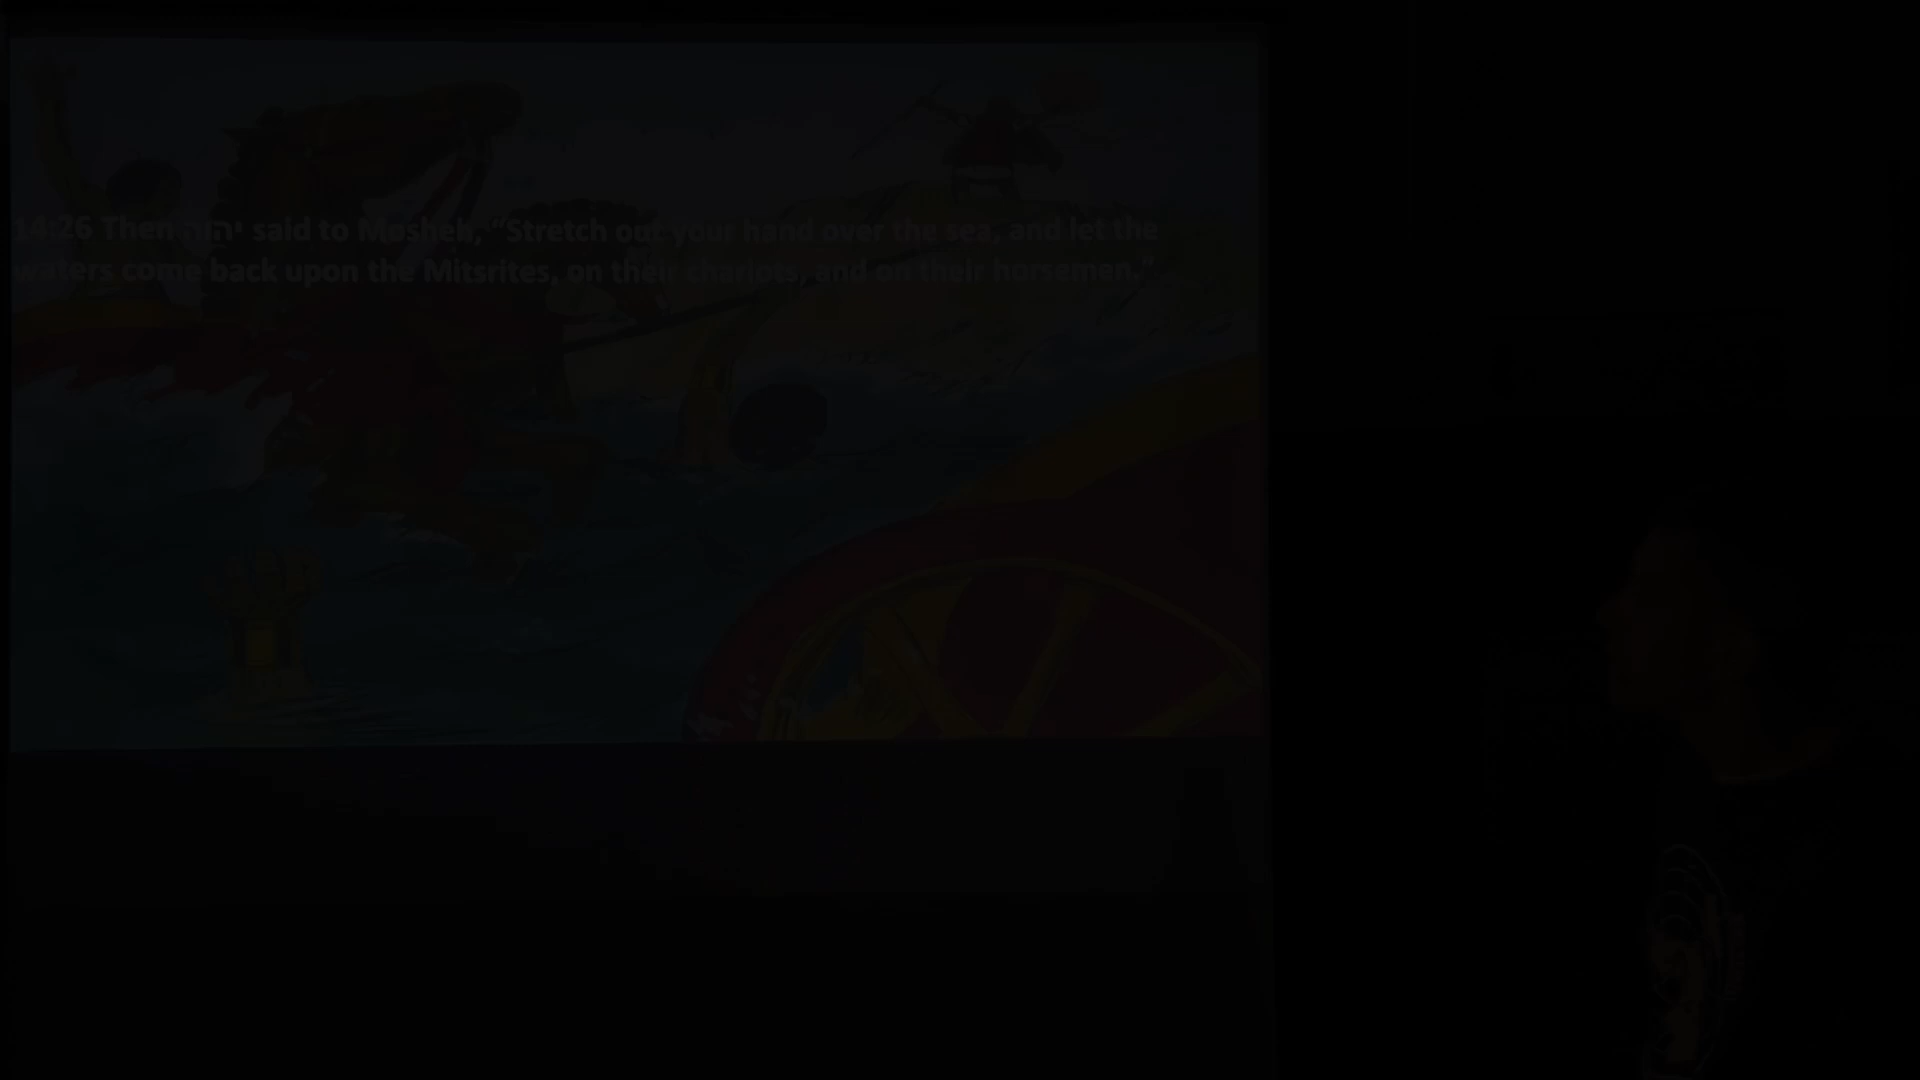 14:26 Then יהוה said to Mosheh, “Stretch out your hand over the sea, and let the
waters come back upon the Mitsrites, on their chariots, and on their horsemen.”